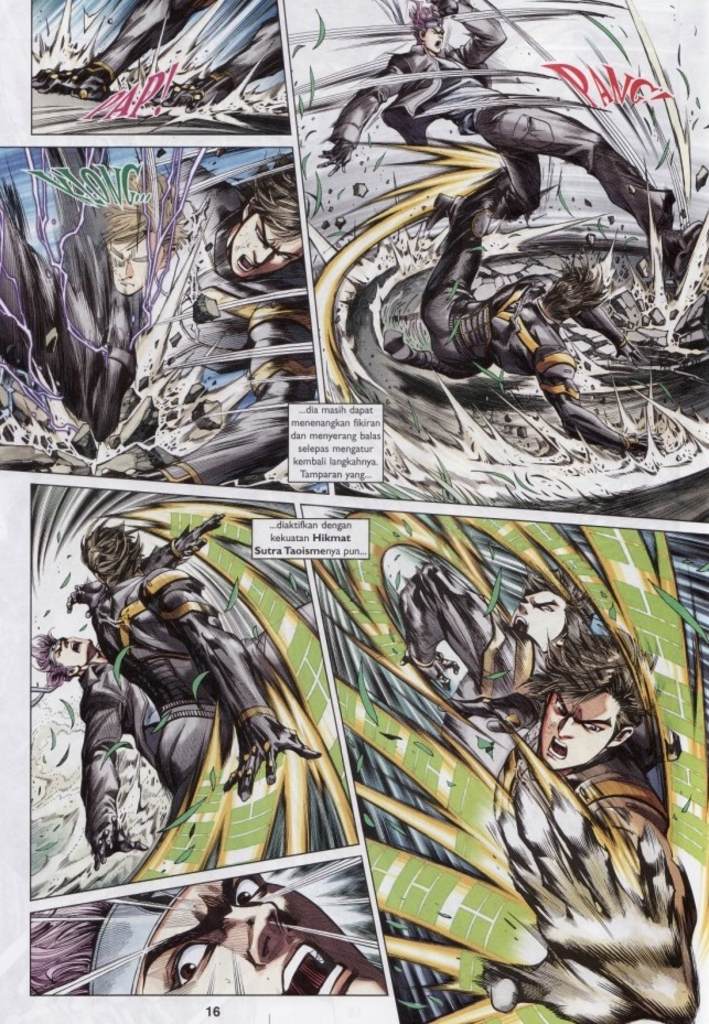 PAP!
PANG...
NGONG...
...dia masih dapat
menenangkan fikiran
dan menyerang balas
selepas mengatur
kembali langkahnya.
Tamparan yang...
...diaktifkan dengan
kekuatan Hikmat
Sutra Taoismenya pun...
16